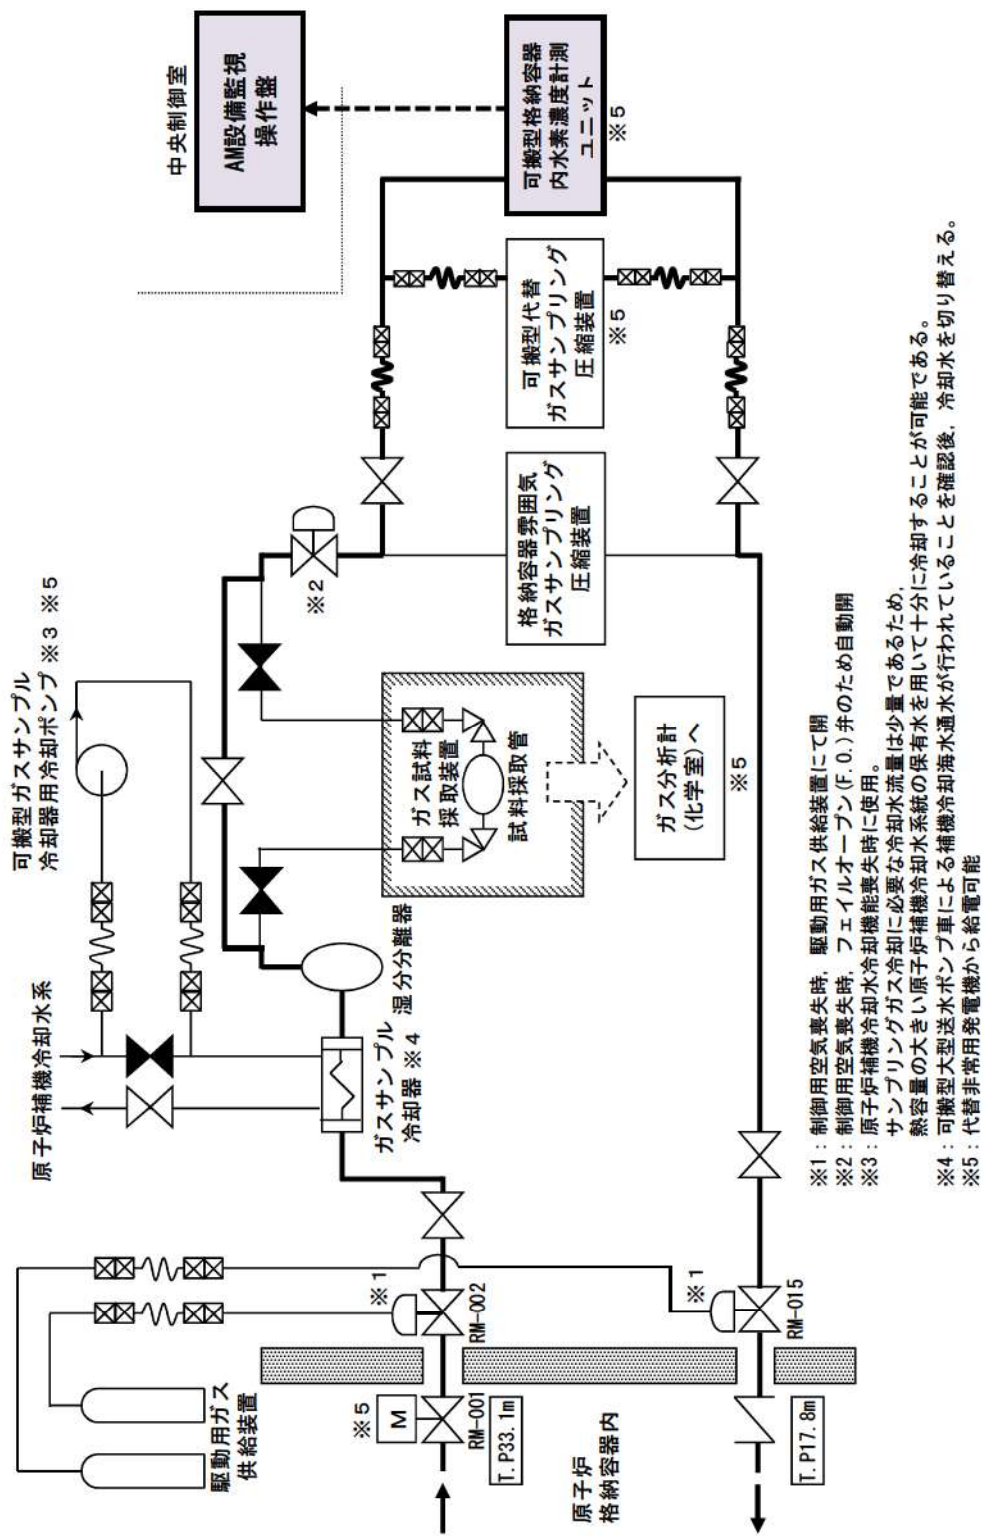 中央制御室
AM設備監視
操作盤
可搬型格納容器
内水素濃度計測
ユニット
※5
可搬型代替
ガスサンプリング
圧縮装置
※5
格納容器雰囲気
ガスサンプリング
圧縮装置
※2
可搬型ガスサンプル
冷却器用冷却ポンプ ※3 ※5
ガス試料
採取装置
試料採取管
ガス分析計
(化学室)へ
※5
原子炉補機冷却水系
湿分分離器
ガスサンプル
冷却器 ※4
駆動用ガス
供給装置
※1
RM-002
※1
RM-015
※5
M
RM-001
T.P33.1m
原子炉
格納容器内
T.P17.8m
※1：制御用空気喪失時，駆動用ガス供給装置にて開
※2：制御用空気喪失時，フェイルオープン(F.O.)弁のため自動開
※3：原子炉補機冷却水冷却機能喪失時に使用。
サンプリングガス冷却に必要な冷却水流量は少量であるため，
熱容量の大きい原子炉補機冷却水系統の保有水を用いて十分に冷却することが可能である。
※4：可搬型大型送水ポンプ車による補機冷却海水通水が行われていることを確認後，冷却水を切り替える。
※5：代替非常用発電機から給電可能